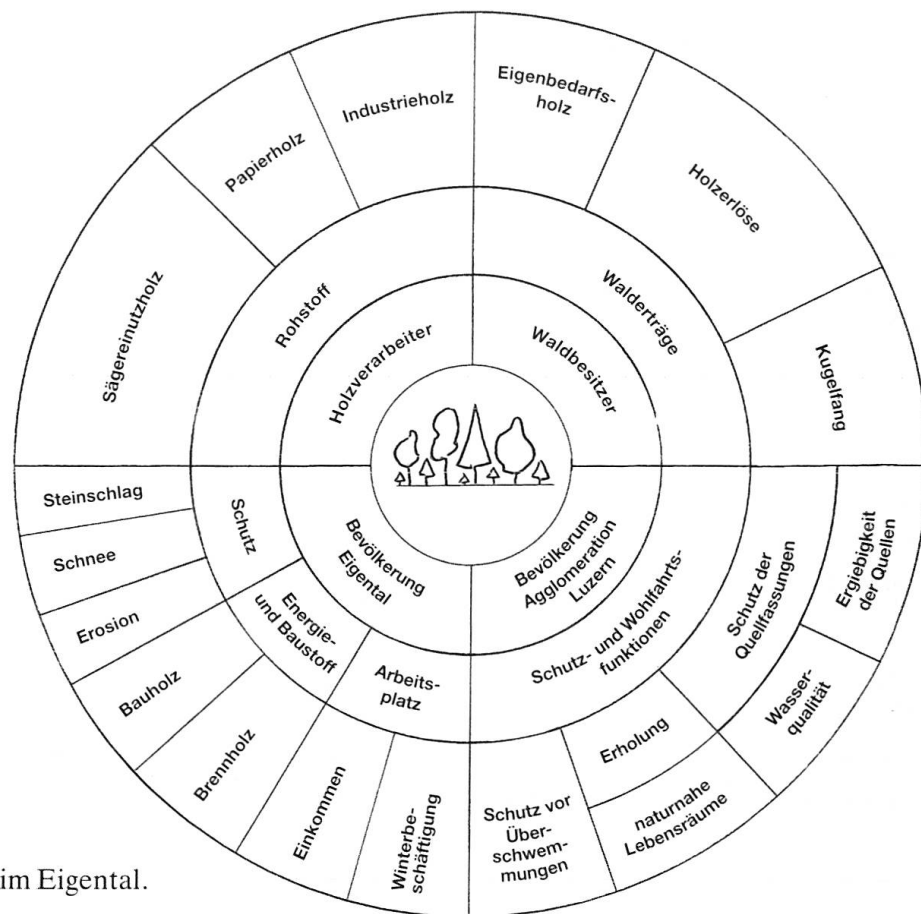 Eigenbedarfs-
holz
Industrieholz
Papierholz
Holzerlöse
Sägereinutzholz
Rohstoff
Walderträge
Holzverarbeiter
Waldbesitzer
Kugelfang
Steinschlag
Schnee
Erosion
Bauholz
Brennholz
Einkommen
Winterbe-
schäftigung
Schutz
Energie-
und Baustoff
Arbeits-
platz
Bevölkerung
Eigental
Bevölkerung
Agglomeration
Luzern
Schutz- und Wohlfahrts-
funktionen
Schutz der
Quellfassungen
Ergiebigkeit
der Quellen
Wasser-
qualität
Erholung
naturnahe
Lebensräume
Schutz vor
Über-
schwem-
mungen
im Eigental.